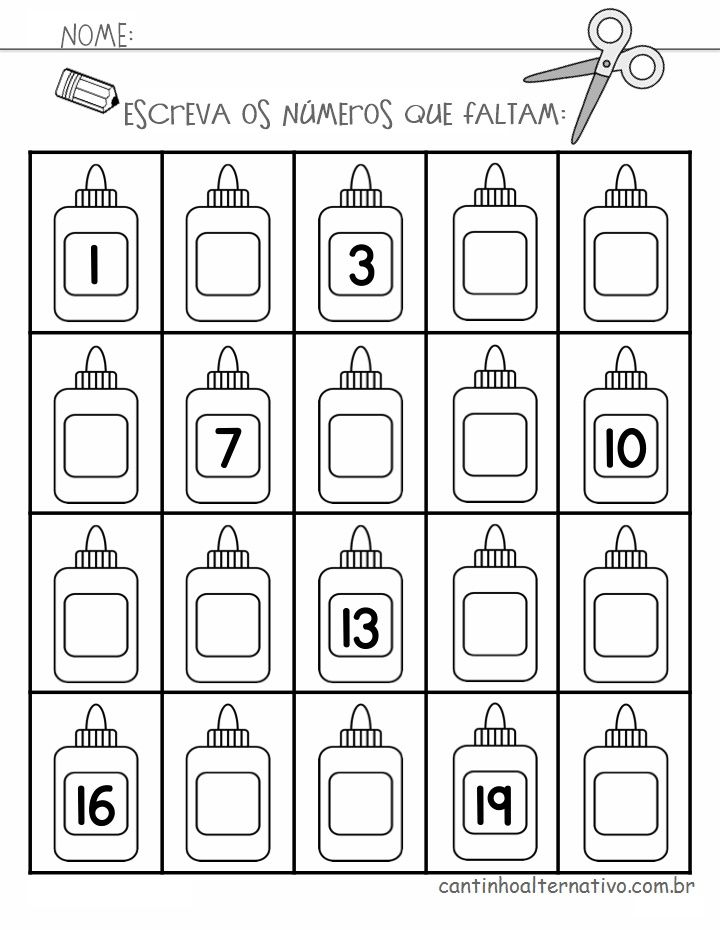 NOME:
ESCREVA OS NÚMEROS QUE FALTAM:
1 3
7 10
13
16 19
cantinhoalternativo.com.br